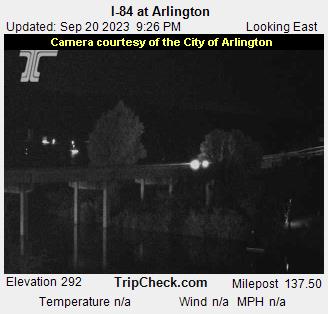 I-84 at Arlington
Updated: Sep 20 2023 9:26 PM Looking East
Camera courtesy of the City of Arlington
Elevation 292 TripCheck.com Milepost 137.50
Temperature n/a Wind n/a MPH n/a